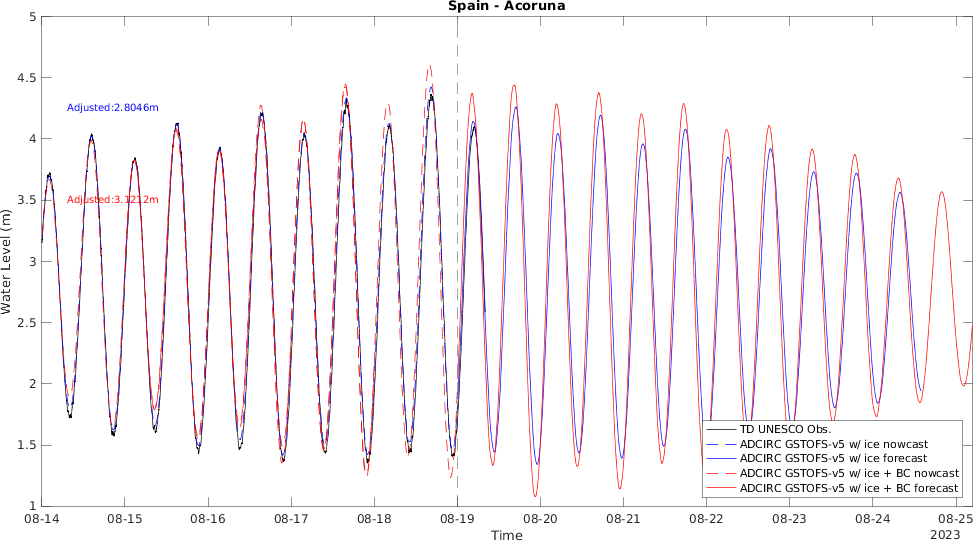 Spain - Acoruna
5
4.5
4
3.5
3
2.5
2
1.5
1
Water Level (m)
Adjusted:2.8046m
Adjusted:3.1212m
TD UNESCO Obs.
ADCIRC GSTOFS-v5 w/ ice nowcast
ADCIRC GSTOFS-v5 w/ ice forecast
ADCIRC GSTOFS-v5 w/ ice + BC nowcast
ADCIRC GSTOFS-v5 w/ ice + BC forecast
08-14 08-15 08-16 08-17 08-18 08-19 08-20 08-21 08-22 08-23 08-24 08-25
2023
Time